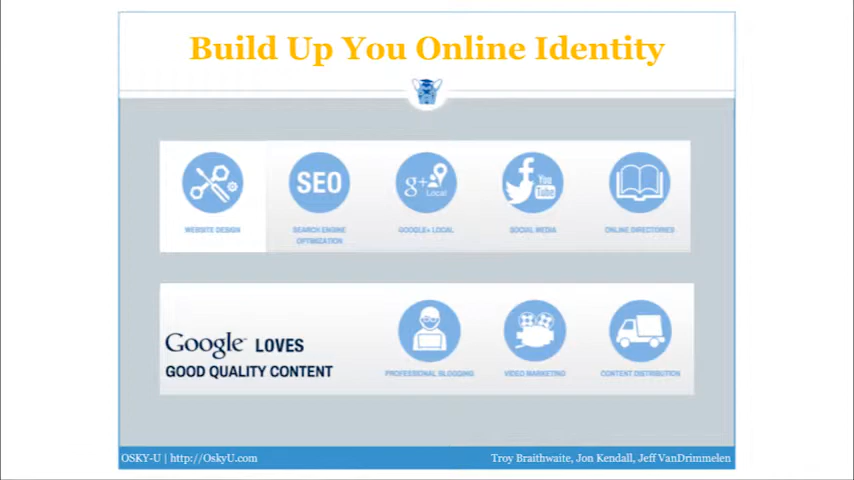 Build Up You Online Identity
SEO
g+ Local
f You Tube
WEBSITE DESIGN
SEARCH ENGINE
OPTIMIZATION
GOOGLE+ LOCAL
SOCIAL MEDIA
ONLINE DIRECTORIES
Google LOVES
GOOD QUALITY CONTENT
PROFESSIONAL BLOGGING
VIDEO MARKETING
CONTENT DISTRIBUTION
OSKY-U | http://OskyU.com
Troy Braithwaite, Jon Kendall, Jeff VanDrimmelen